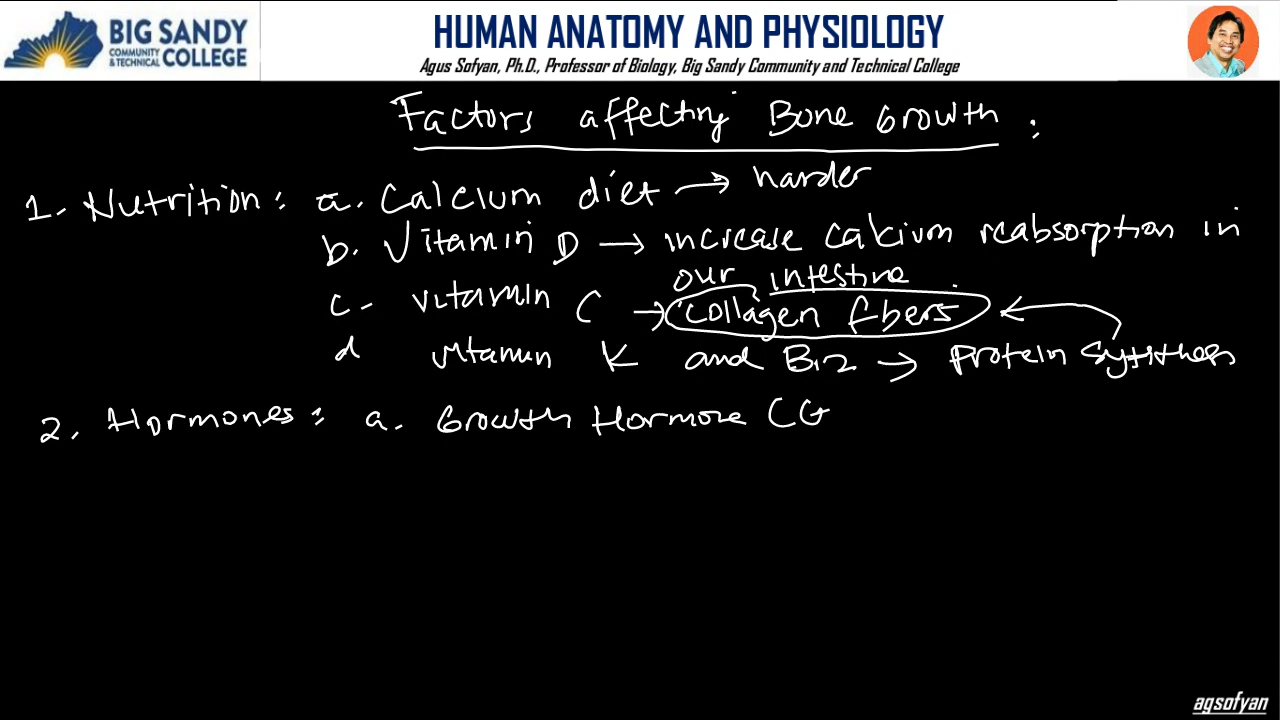 BIG SANDY
COMMUNITY & TECHNICAL COLLEGE
HUMAN ANATOMY AND PHYSIOLOGY
Agus Sofyan, Ph.D., Professor of Biology, Big Sandy Community and Technical College
Factors affecting Bone Growth :
1. Nutrition : a. Calcium diet → harder
b. Vitamin D → increase calcium reabsorption in
our intestine
c - vitamin C → collagen fibers ←
d vitamin K and B12 → Protein
2. Hormones : a. Growth Hormone (G
agsofyan